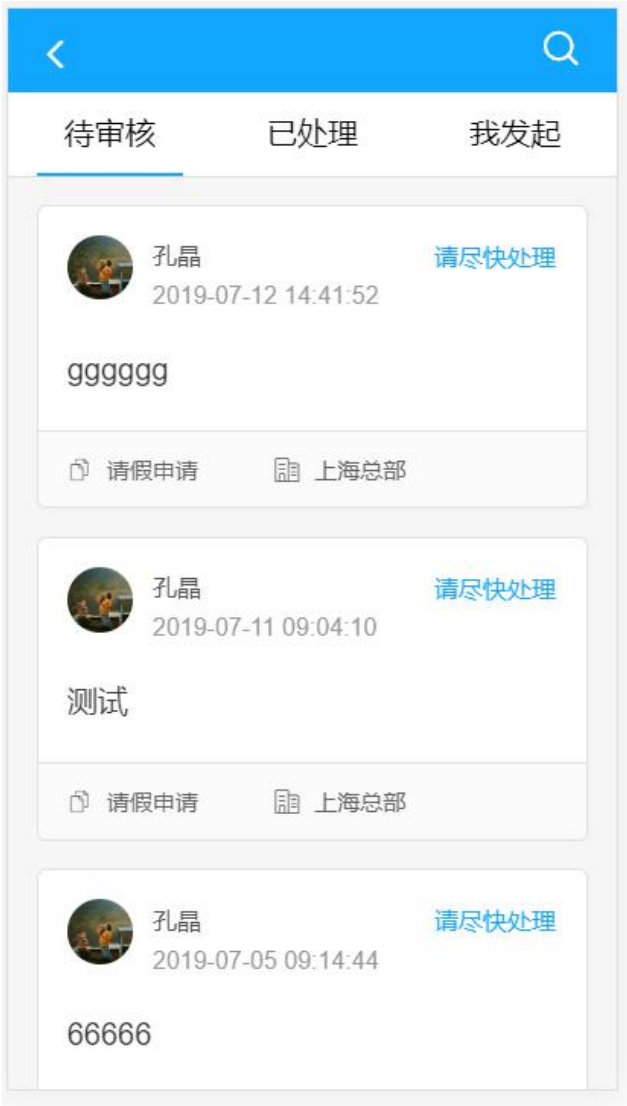 待审核 已处理 我发起
孔晶 请尽快处理
2019-07-12 14:41:52
gggggg
请假申请 上海总部
孔晶 请尽快处理
2019-07-11 09:04:10
测试
请假申请 上海总部
孔晶 请尽快处理
2019-07-05 09:14:44
66666